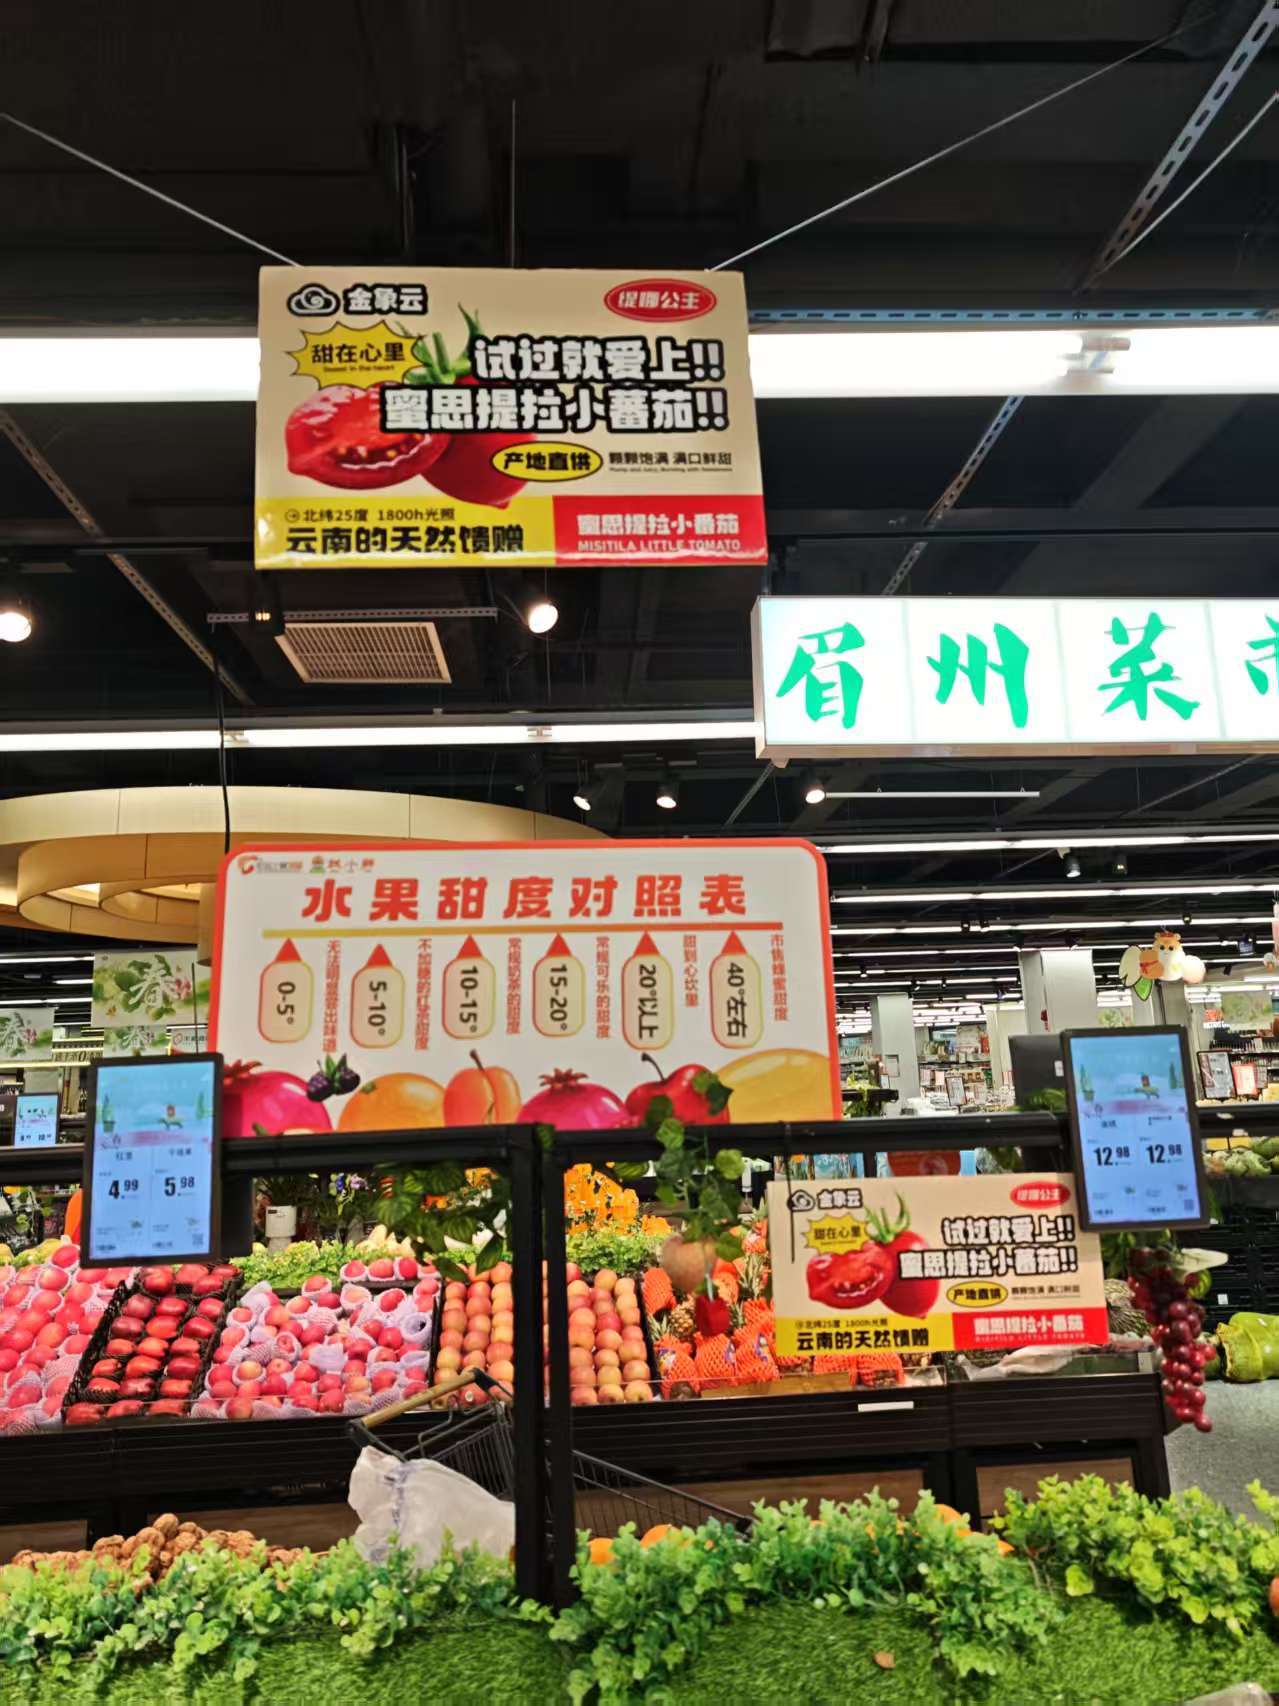 金象云
缇娜公主
甜在心里
Sweet in the heart
试过就爱上!!
蜜思提拉小蕃茄!!
产地直供
颗颗饱满 满口鲜甜
北纬25度 1800h光照
云南的天然馈赠
蜜思提拉小番茄
MISITILA LITTLE TOMATO
眉州菜市
水果甜度对照表
0-5°
无法明显尝出味道
5-10°
不加糖的红茶甜度
10-15°
常规奶茶的甜度
15-20°
常规可乐的甜度
20°以上
甜到心坎里
40°左右
市售蜂蜜甜度
春
4.99
5.98
12.98
12.98
金象云
缇娜公主
甜在心里
试过就爱上!!
蜜思提拉小蕃茄!!
产地直供
颗颗饱满 满口鲜甜
北纬25度 1800h光照
云南的天然馈赠
蜜思提拉小番茄
MISITILA LITTLE TOMATO